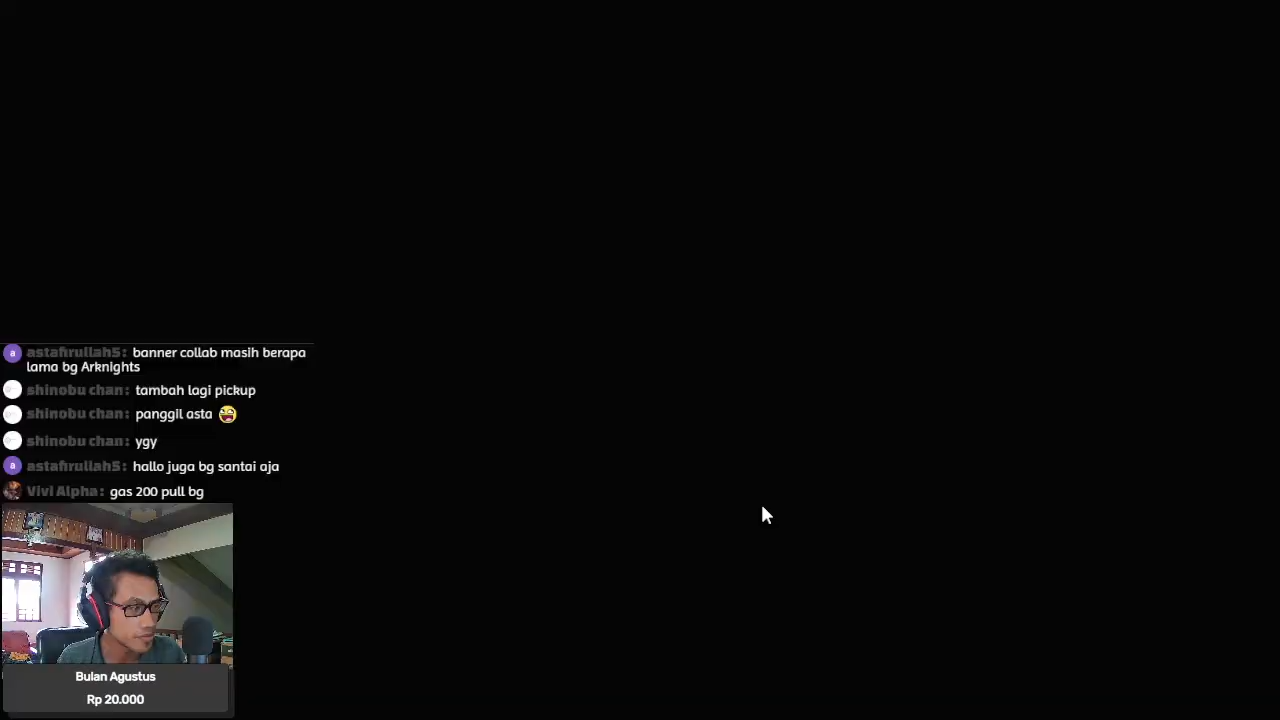 a astafirullah5: banner collab masih berapa
lama bg Arknights
shinobu chan: tambah lagi pickup
shinobu chan: panggil asta 😂
shinobu chan: ygy
a astafirullah5: hallo juga bg santai aja
Vivi Alpha: gas 200 pull bg
Bulan Agustus
Rp 20.000